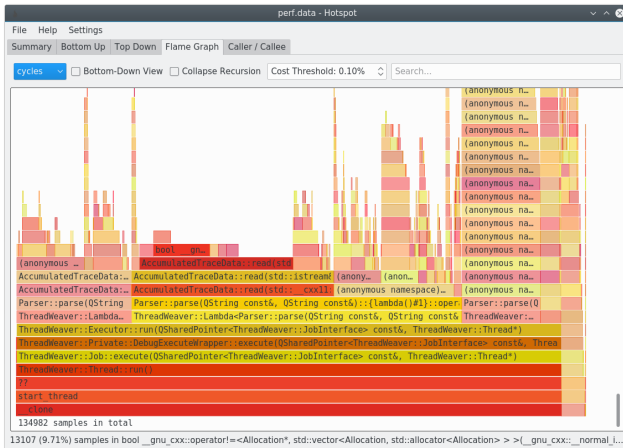 perf.data - Hotspot
File Help Settings
Summary Bottom Up Top Down Flame Graph Caller / Callee
cycles Bottom-Down View Collapse Recursion Cost Threshold: 0.10% Search...
(anonymous n...
(anonymous n...
(anonymous n...
(anonymous n...
(anonymous n...
(anonymous n...
(anonymous na...
(anonymous na...
(anonymous na...
(anonymous na...
(anonymous na...
(anonymous na...
bool __gn... (anonymous na...
(anonymous ... AccumulatedTraceData::read(std (anonymous na...
AccumulatedTraceData:... AccumulatedTraceData::read(std::istream& (anony... (anon... (anonymous na...
AccumulatedTraceData:... AccumulatedTraceData::read(std::__cxx11: (anonymous namespace)... (anonymous na...
Parser::parse(QString Parser::parse(QString const&, QString const&)::{lambda()#1}::oper Parser::parse(Q
ThreadWeaver::Lambda... ThreadWeaver::Lambda<Parser::parse(QString const&, QString const&) ThreadWeaver:...
ThreadWeaver::Executor::run(QSharedPointer<ThreadWeaver::JobInterface> const&, ThreadWeaver::Thread*)
ThreadWeaver::Private::DebugExecuteWrapper::execute(QSharedPointer<ThreadWeaver::JobInterface> const&, Threa
ThreadWeaver::Job::execute(QSharedPointer<ThreadWeaver::JobInterface> const&, ThreadWeaver::Thread*)
ThreadWeaver::Thread::run()
??
start_thread
__clone
134982 samples in total
13107 (9.71%) samples in bool __gnu_cxx::operator!=<Allocation*, std::vector<Allocation, std::allocator<Allocation> > >(__gnu_cxx::__normal_i...